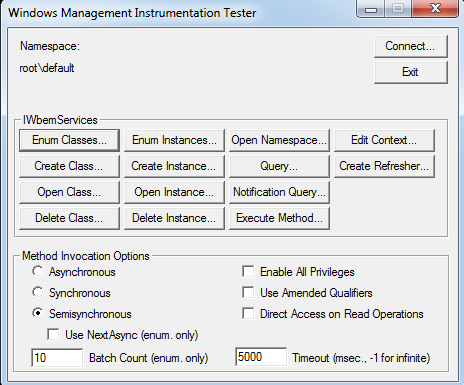 Windows Management Instrumentation Tester
Namespace:
Connect...
root\default
Exit
IWbemServices
Enum Classes... Enum Instances... Open Namespace... Edit Context...
Create Class... Create Instance... Query... Create Refresher...
Open Class... Open Instance... Notification Query...
Delete Class... Delete Instance... Execute Method...
Method Invocation Options
Asynchronous Enable All Privileges
Synchronous Use Amended Qualifiers
Semisynchronous Direct Access on Read Operations
Use NextAsync (enum. only)
10 Batch Count (enum. only) 5000 Timeout (msec., -1 for infinite)